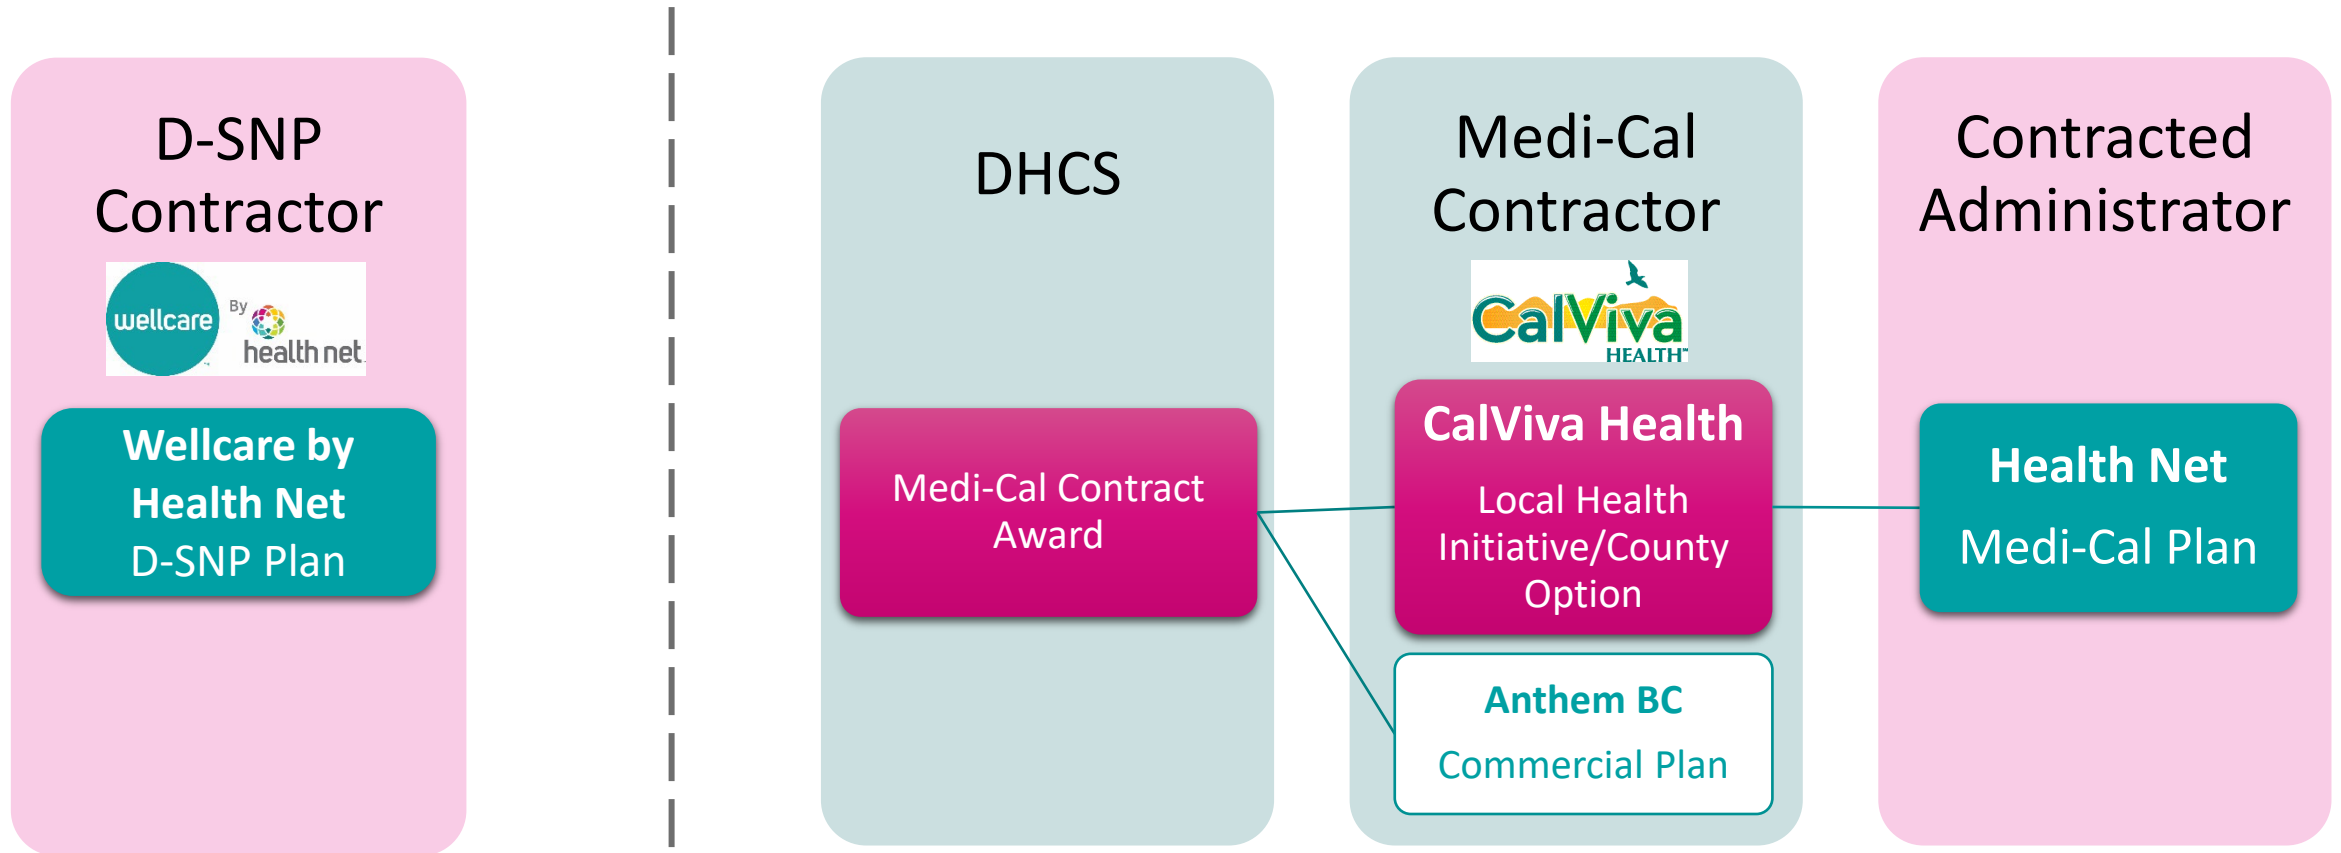 D-SNP
Contractor
wellcare
By
health net
Wellcare by
Health Net
D-SNP Plan
DHCS
Medi-Cal Contract
Award
Medi-Cal
Contractor
CalViva
HEALTH™
CalViva Health
Local Health
Initiative/County
Option
Anthem BC
Commercial Plan
Contracted
Administrator
Health Net
Medi-Cal Plan